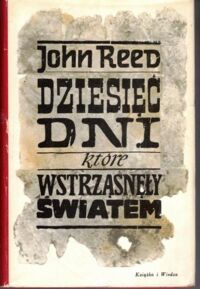 John Reed
DZIESIĘĆ
DNI
które
WSTRZĄSNĘŁY
ŚWIATEM
Książka i Wiedza